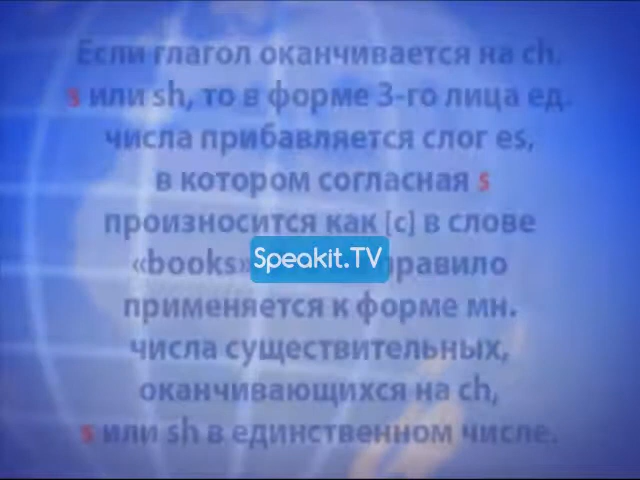 Если глагол оканчивается на ch,
s или sh, то в форме 3-го лица ед.
числа прибавляется слог es,
в котором согласная s
произносится как [с] в слове
«books» правило
Speakit.TV
применяется к форме мн.
числа существительных,
оканчивающихся на ch,
s или sh в единственном числе.